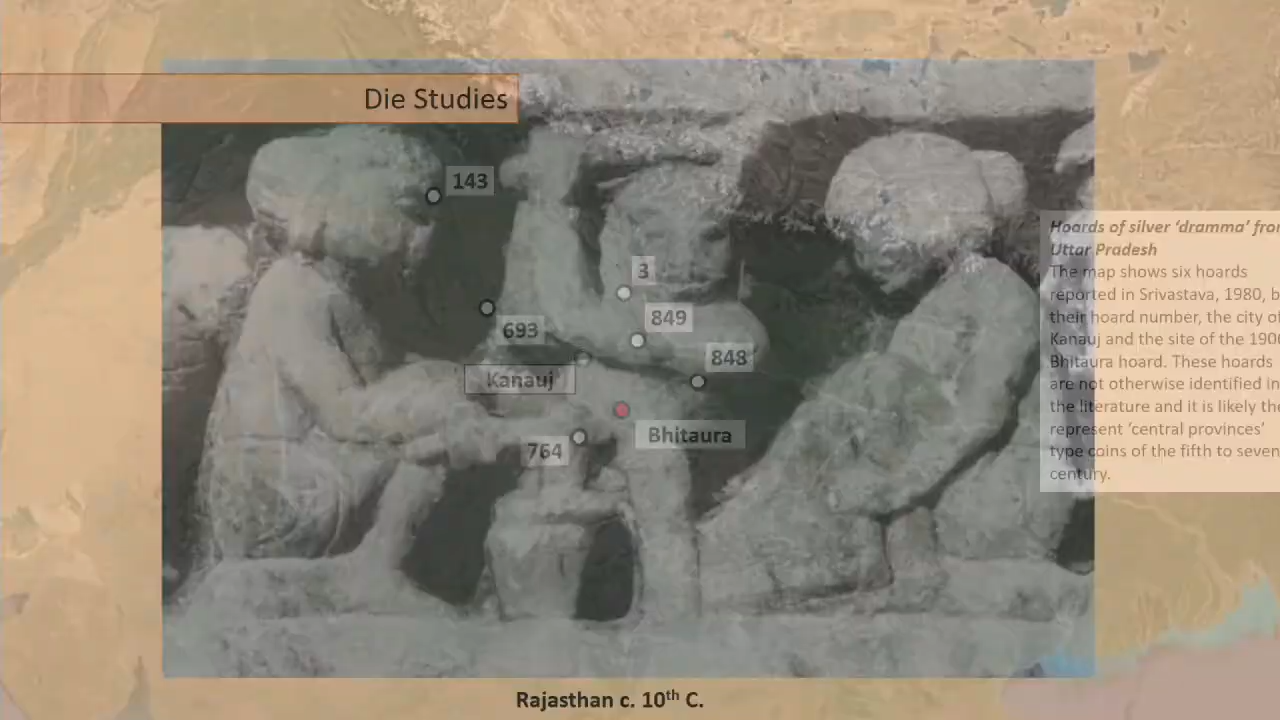 Die Studies
143
3
849
693
848
Kanauj
Bhitaura
764
Hoards of silver ‘dramma’ from
Uttar Pradesh
The map shows six hoards
reported in Srivastava, 1980, b
their hoard number, the city of
Kanauj and the site of the 190
Bhitaura hoard. These hoards
are not otherwise identified in
the literature and it is likely the
represent ‘central provinces’
type coins of the fifth to seven
century.
Rajasthan c. 10th C.